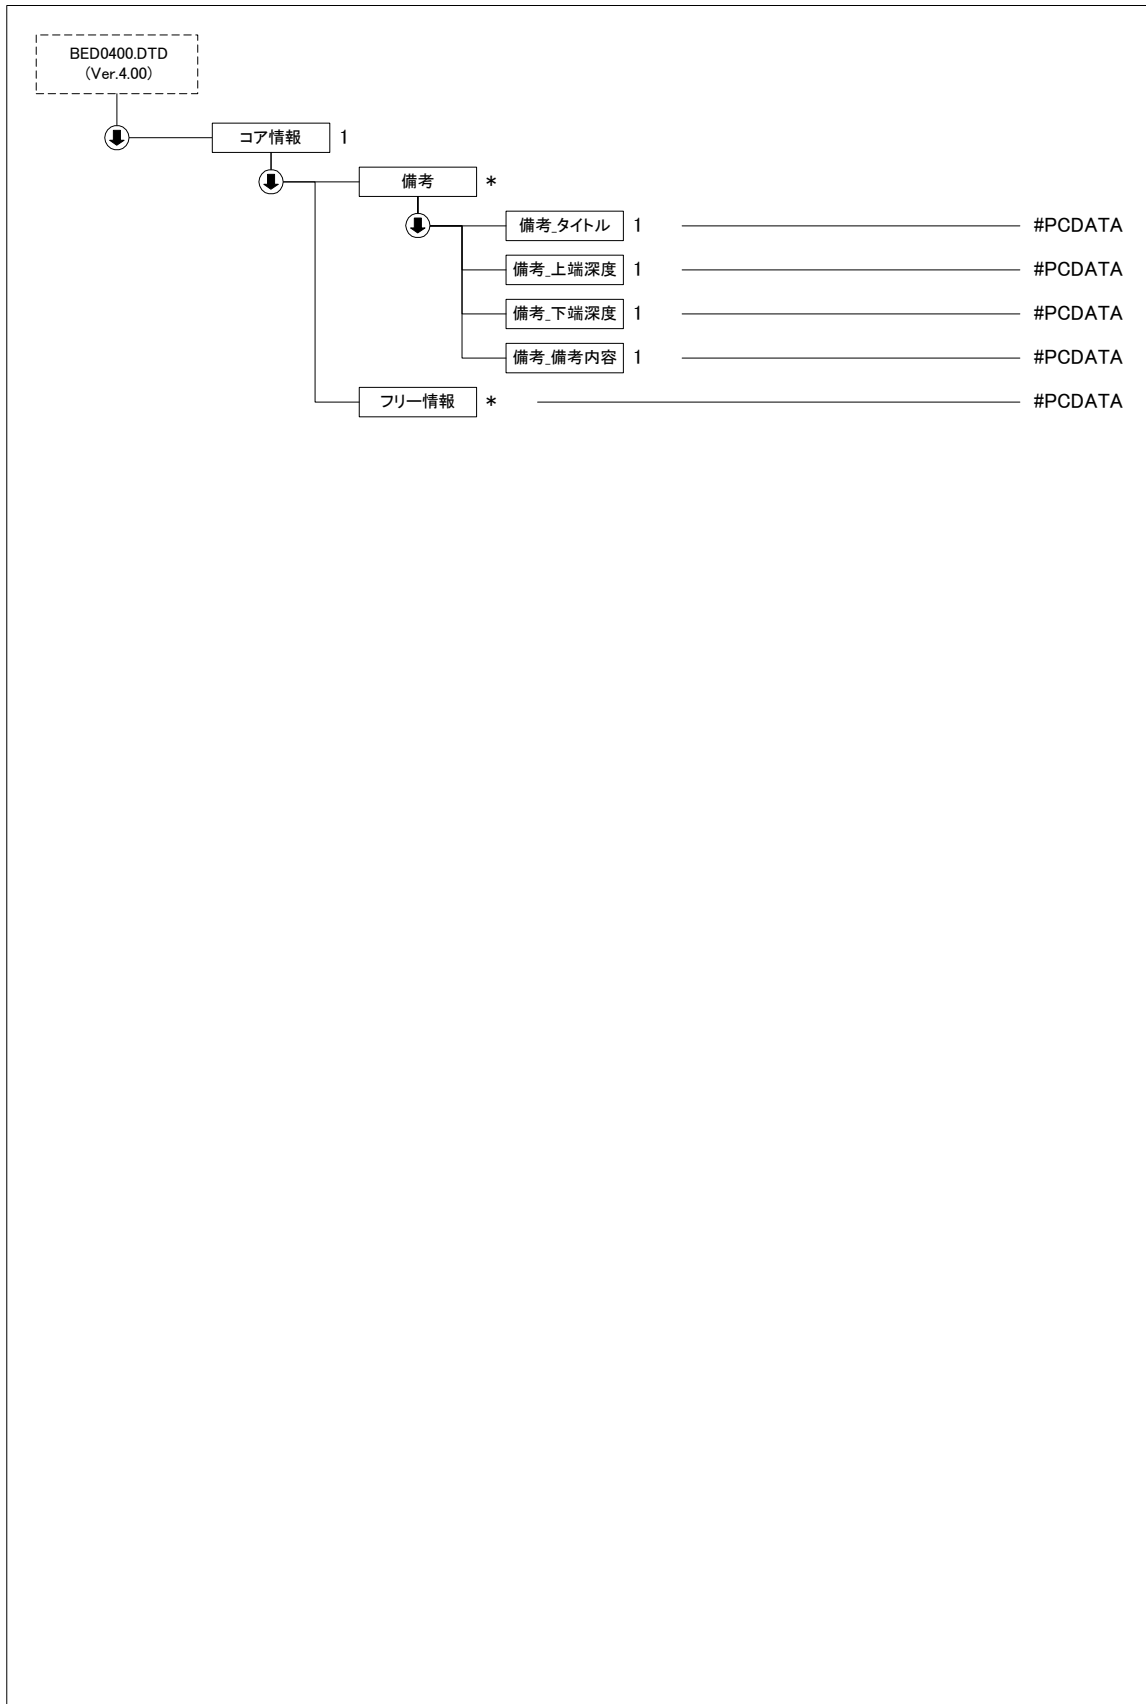 BED0400.DTD
(Ver.4.00)
コア情報 1
備考 *
備考_タイトル 1 #PCDATA
備考_上端深度 1 #PCDATA
備考_下端深度 1 #PCDATA
備考_備考内容 1 #PCDATA
フリー情報 * #PCDATA